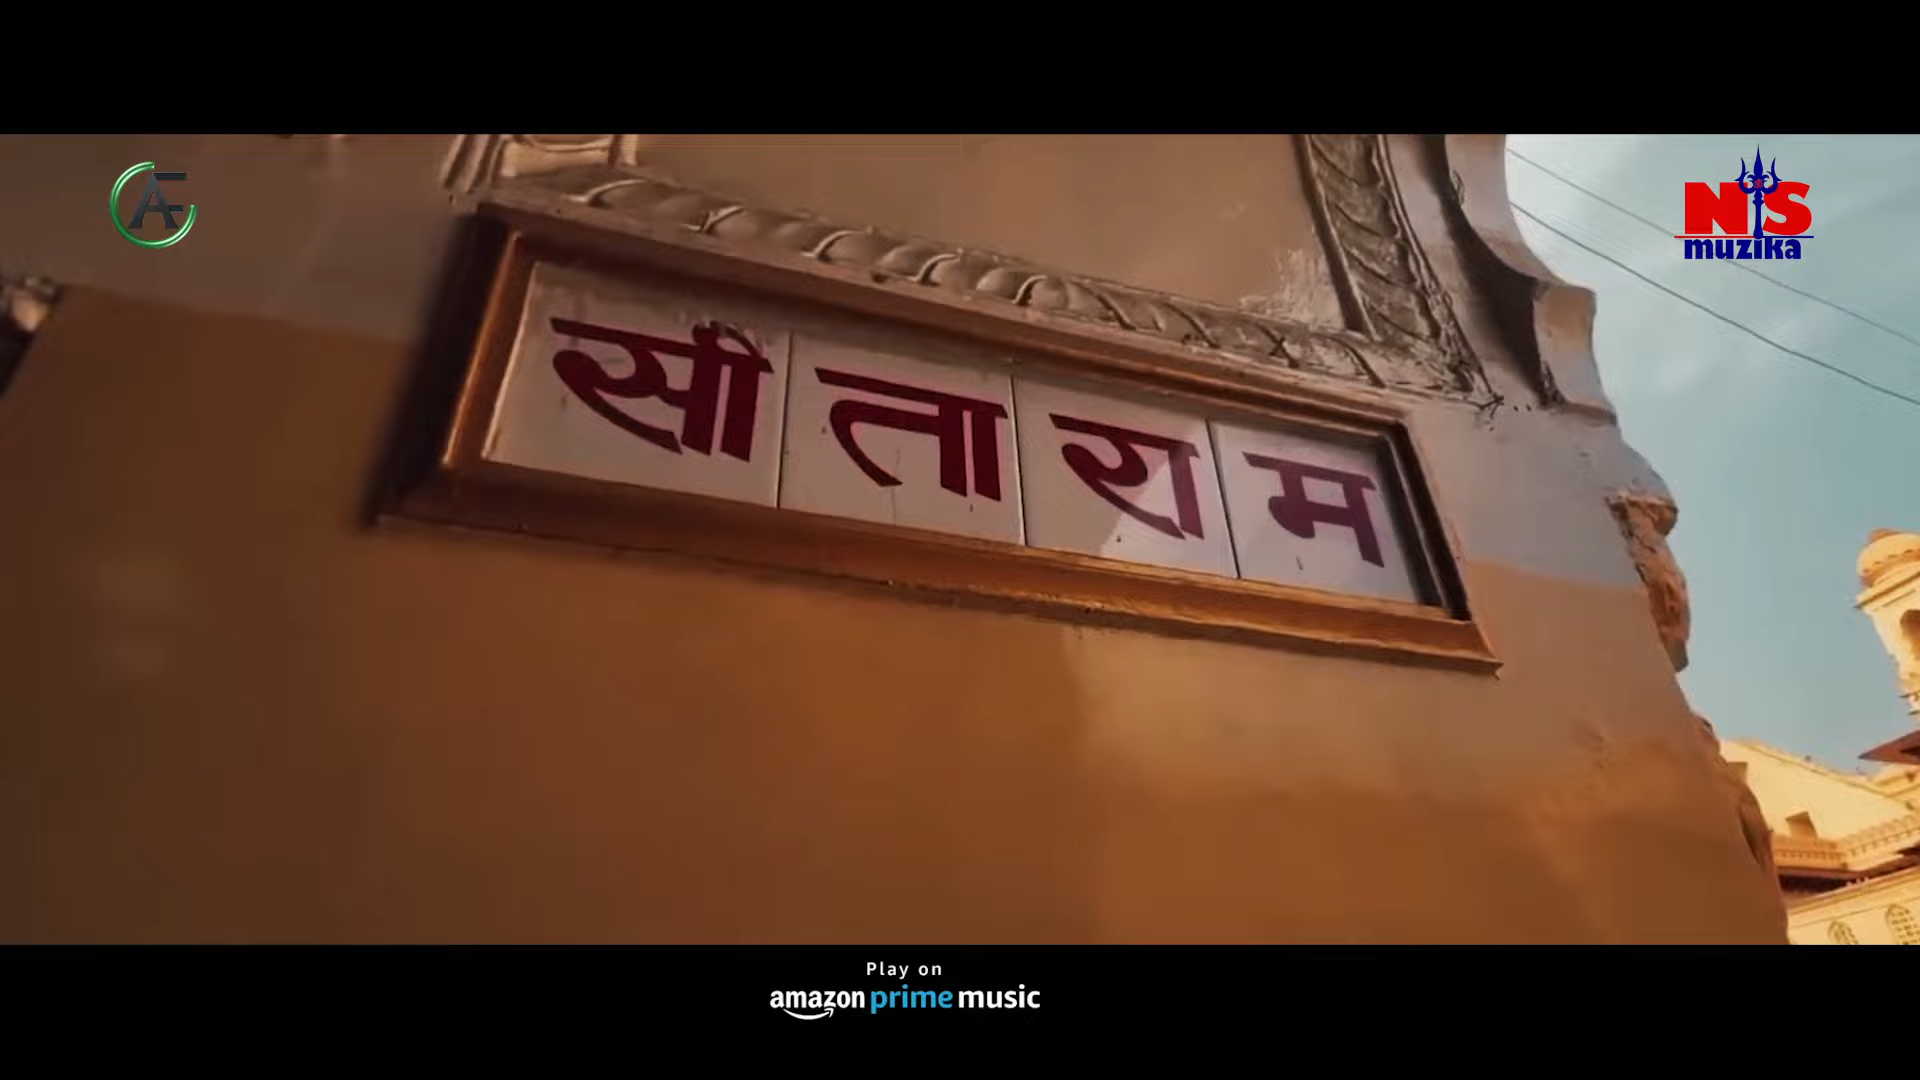 NS
muzika
सीताराम
Play on
amazon prime music